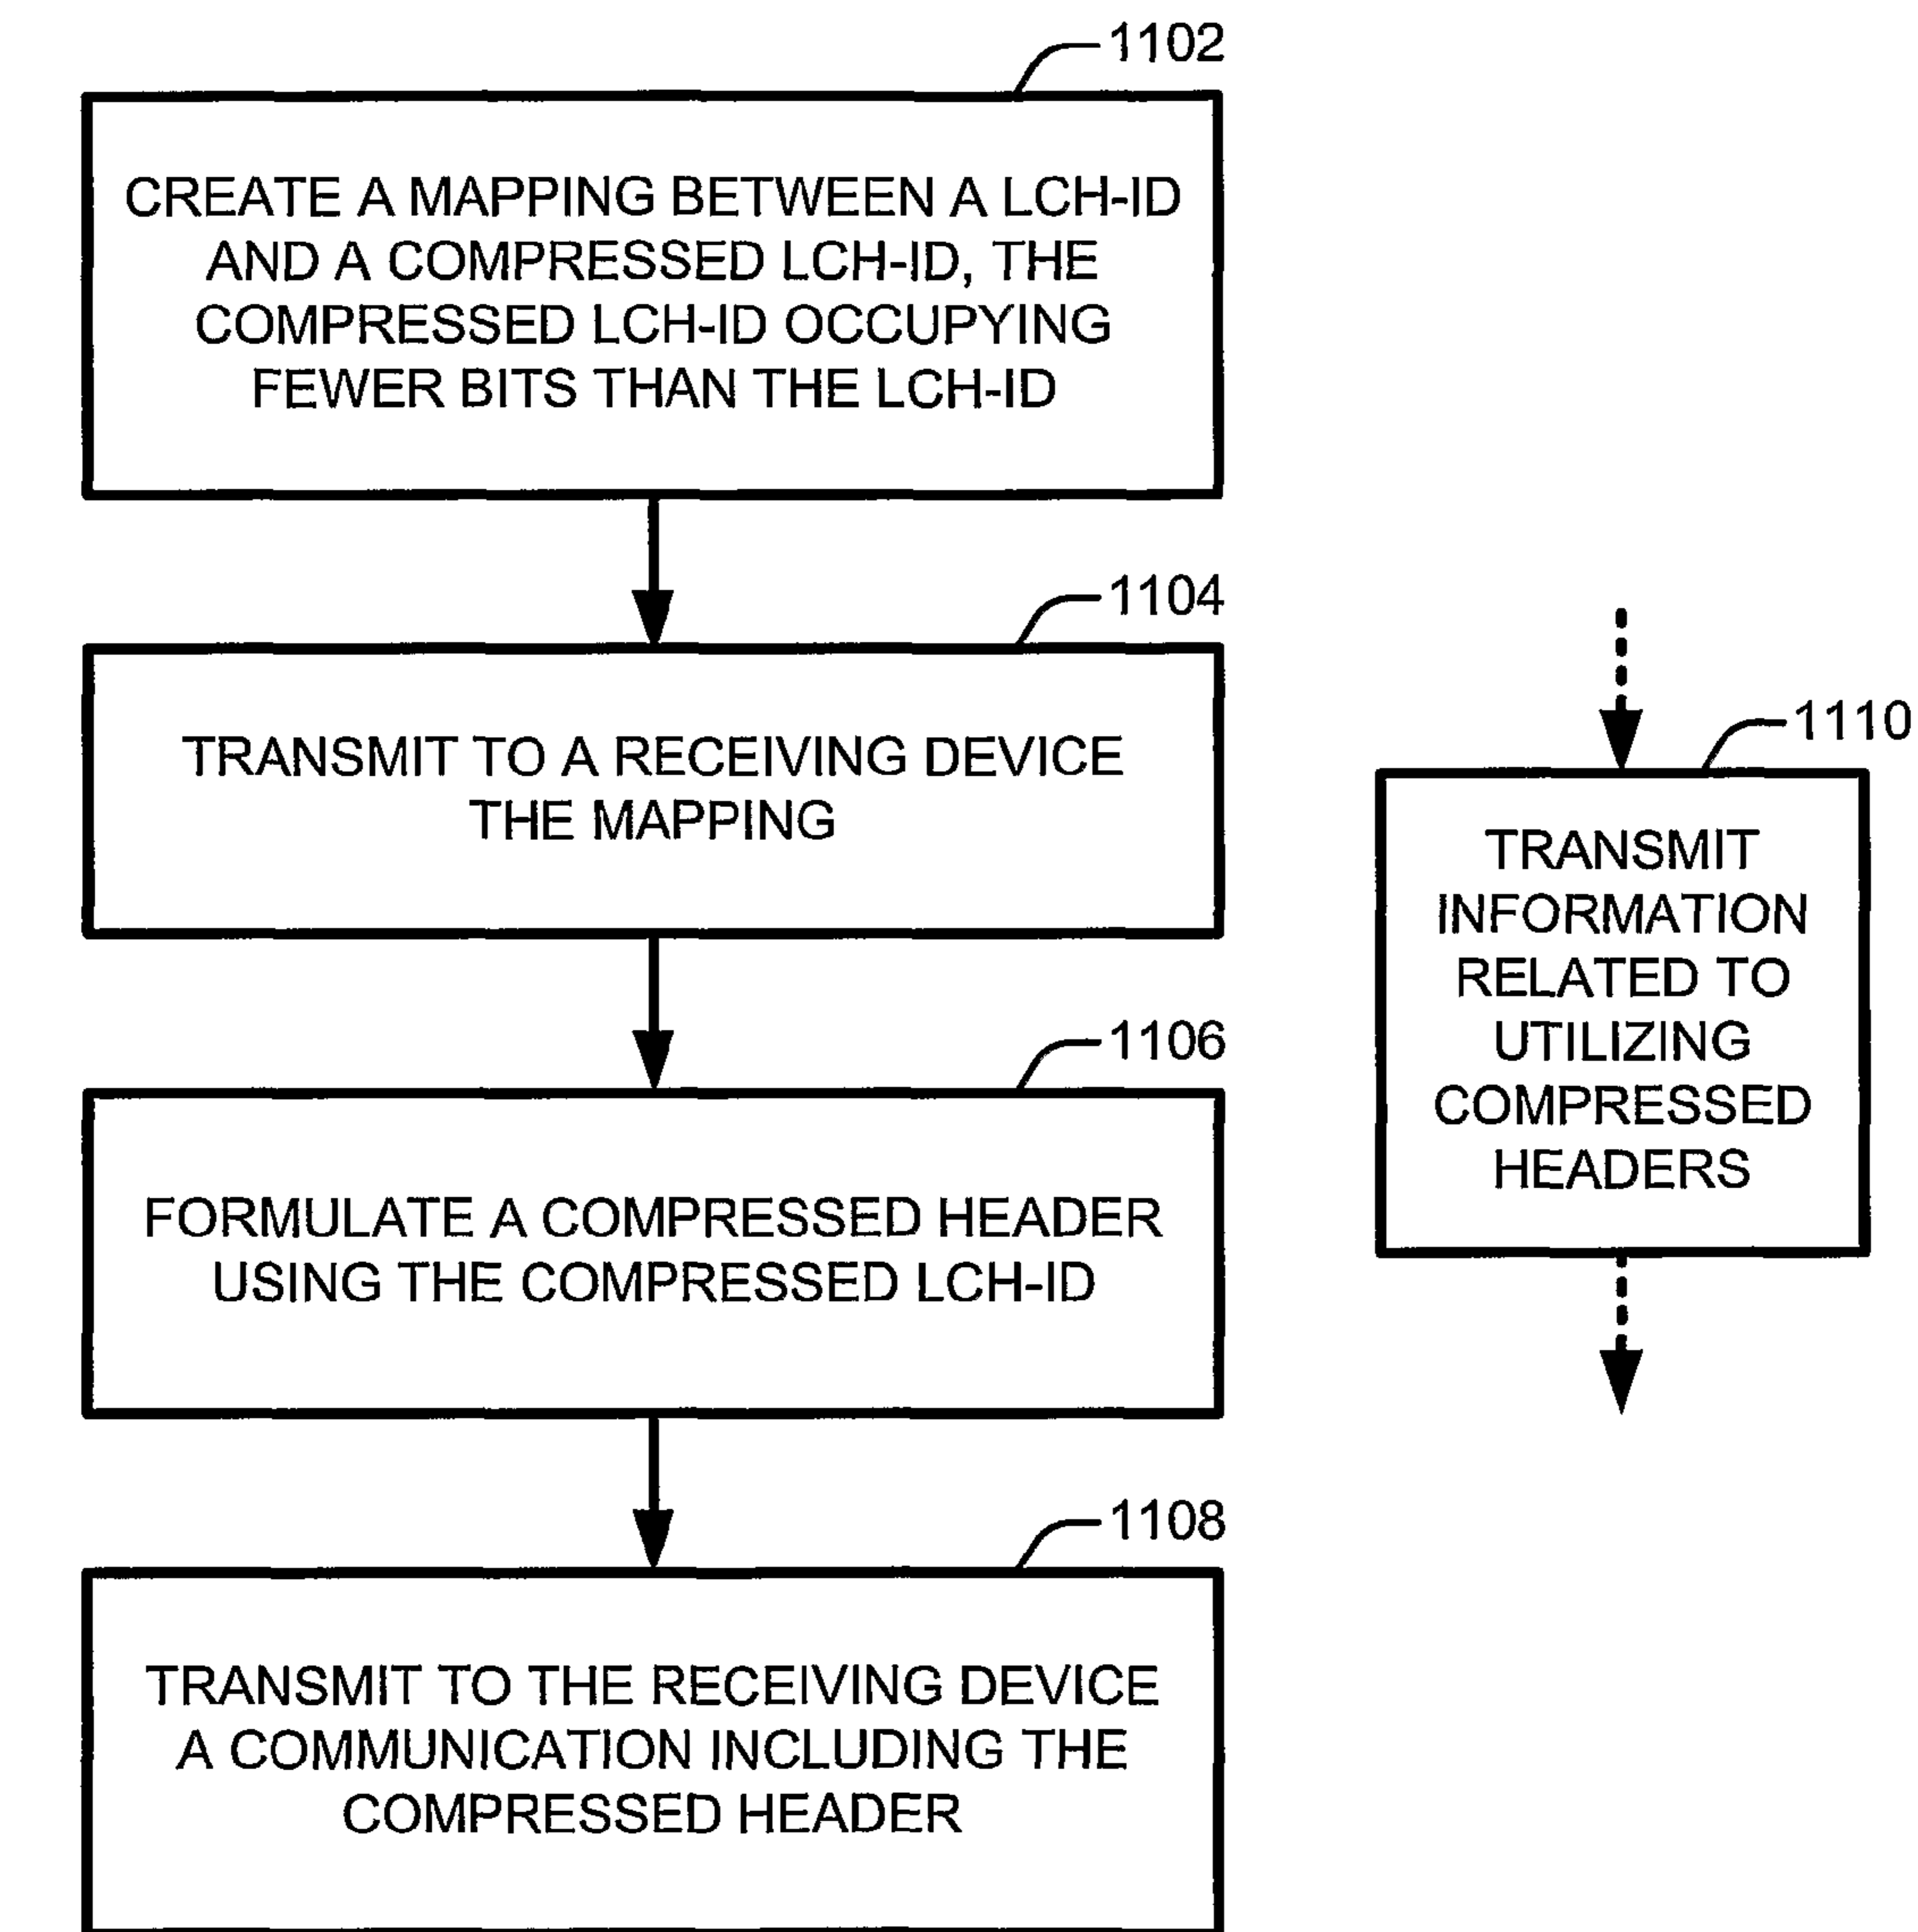 1102
CREATE A MAPPING BETWEEN A LCH-ID
AND A COMPRESSED LCH-ID, THE
COMPRESSED LCH-ID OCCUPYING
FEWER BITS THAN THE LCH-ID
1104
TRANSMIT TO A RECEIVING DEVICE
THE MAPPING
1106
FORMULATE A COMPRESSED HEADER
USING THE COMPRESSED LCH-ID
1108
TRANSMIT TO THE RECEIVING DEVICE
A COMMUNICATION INCLUDING THE
COMPRESSED HEADER
1110
TRANSMIT
INFORMATION
RELATED TO
UTILIZING
COMPRESSED
HEADERS